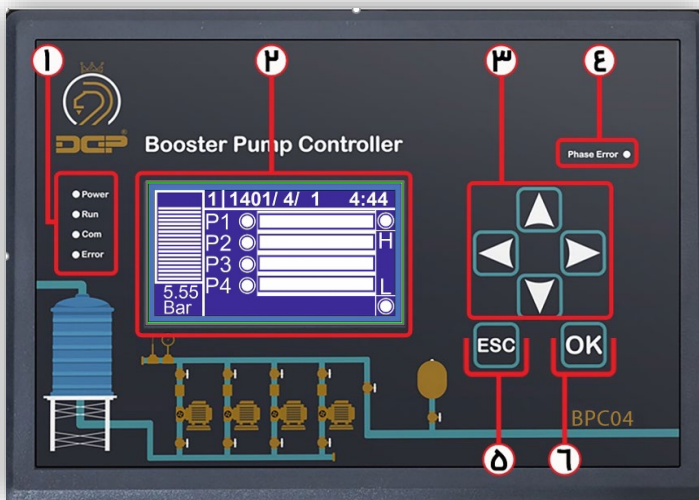 ۱
۲
۳
٤
DGP®
Booster Pump Controller
Phase Error
Power
Run
Com
Error
1 | 1401/ 4/ 1 4:44
P1
P2 H
P3
P4 L
5.55
Bar
ESC
OK
BPC04
۵
٦